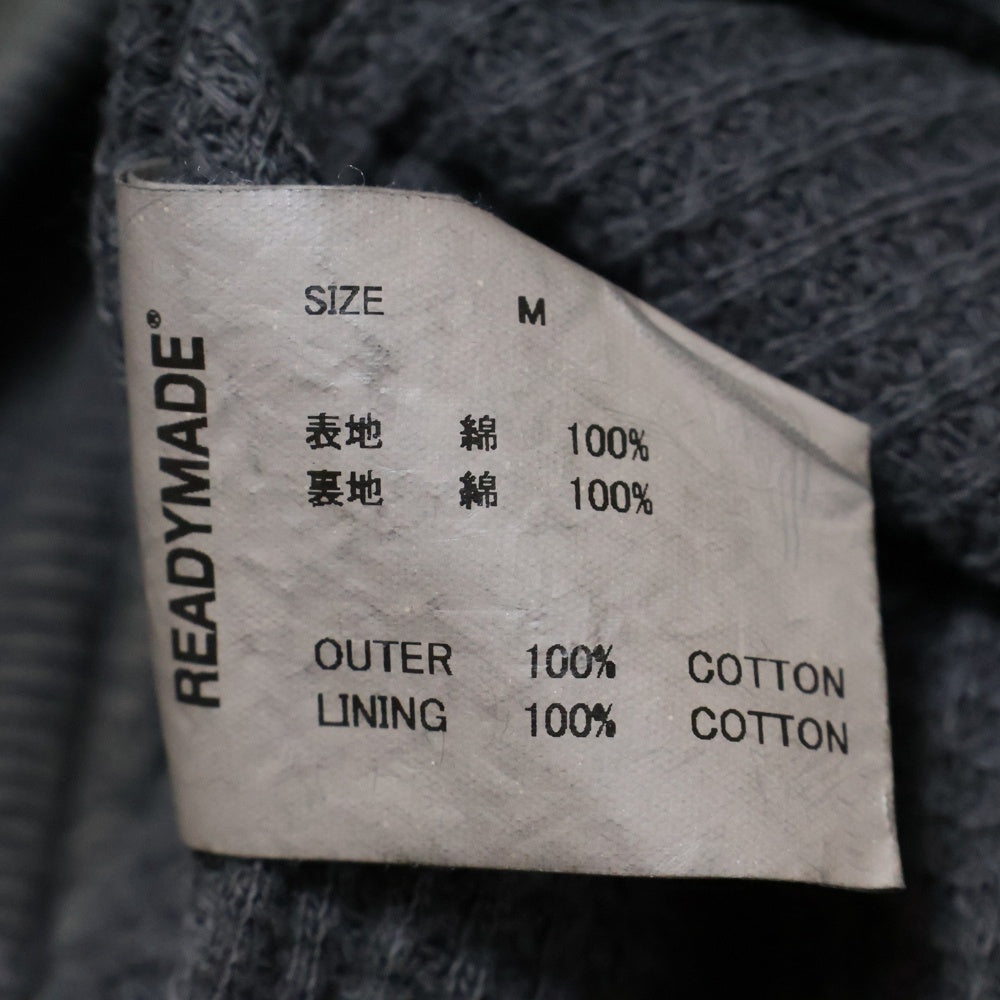 READYMADE®
SIZE M
表地 綿 100%
裏地 綿 100%
OUTER 100% COTTON
LINING 100% COTTON